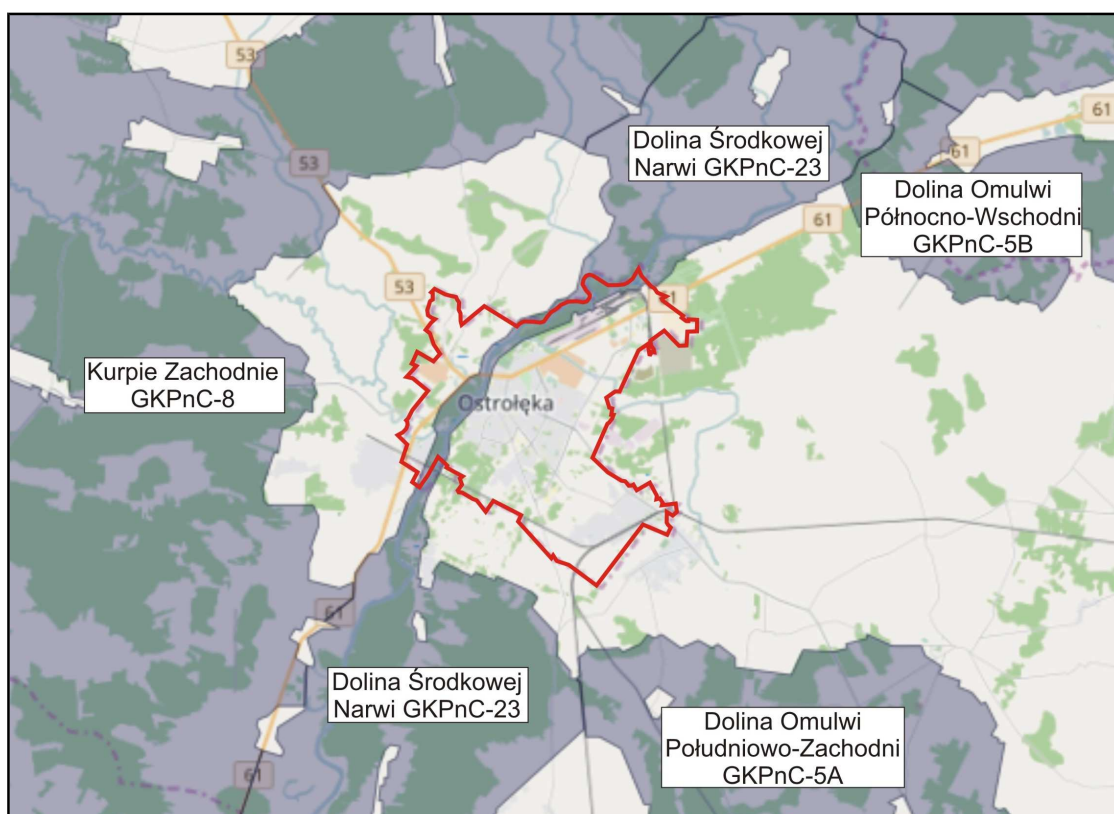 53
61
Dolina Środkowej
Narwi GKPnC-23
61
53
Dolina Omulwi
Północno-Wschodni
GKPnC-5B
61
53
61
Kurpie Zachodnie
GKPnC-8
Ostrołęka
61
Dolina Środkowej
Narwi GKPnC-23
Dolina Omulwi
Południowo-Zachodni
GKPnC-5A
61